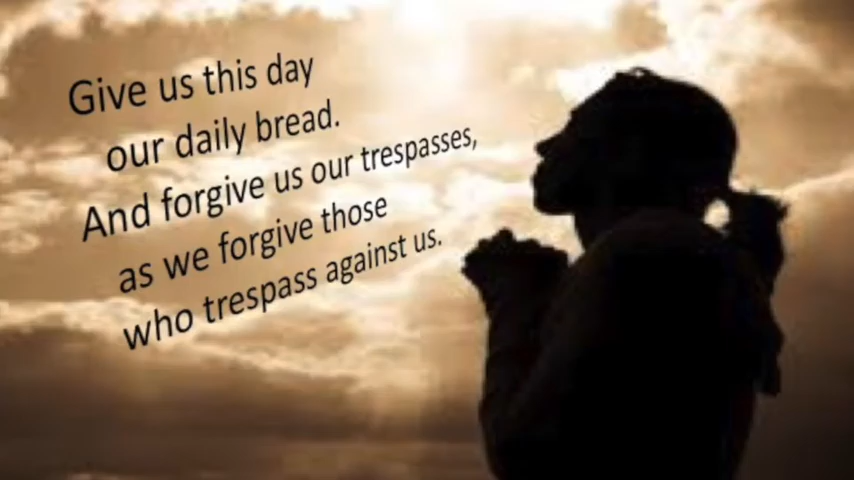 Give us this day
our daily bread.
And forgive us our trespasses,
as we forgive those
who trespass against us.